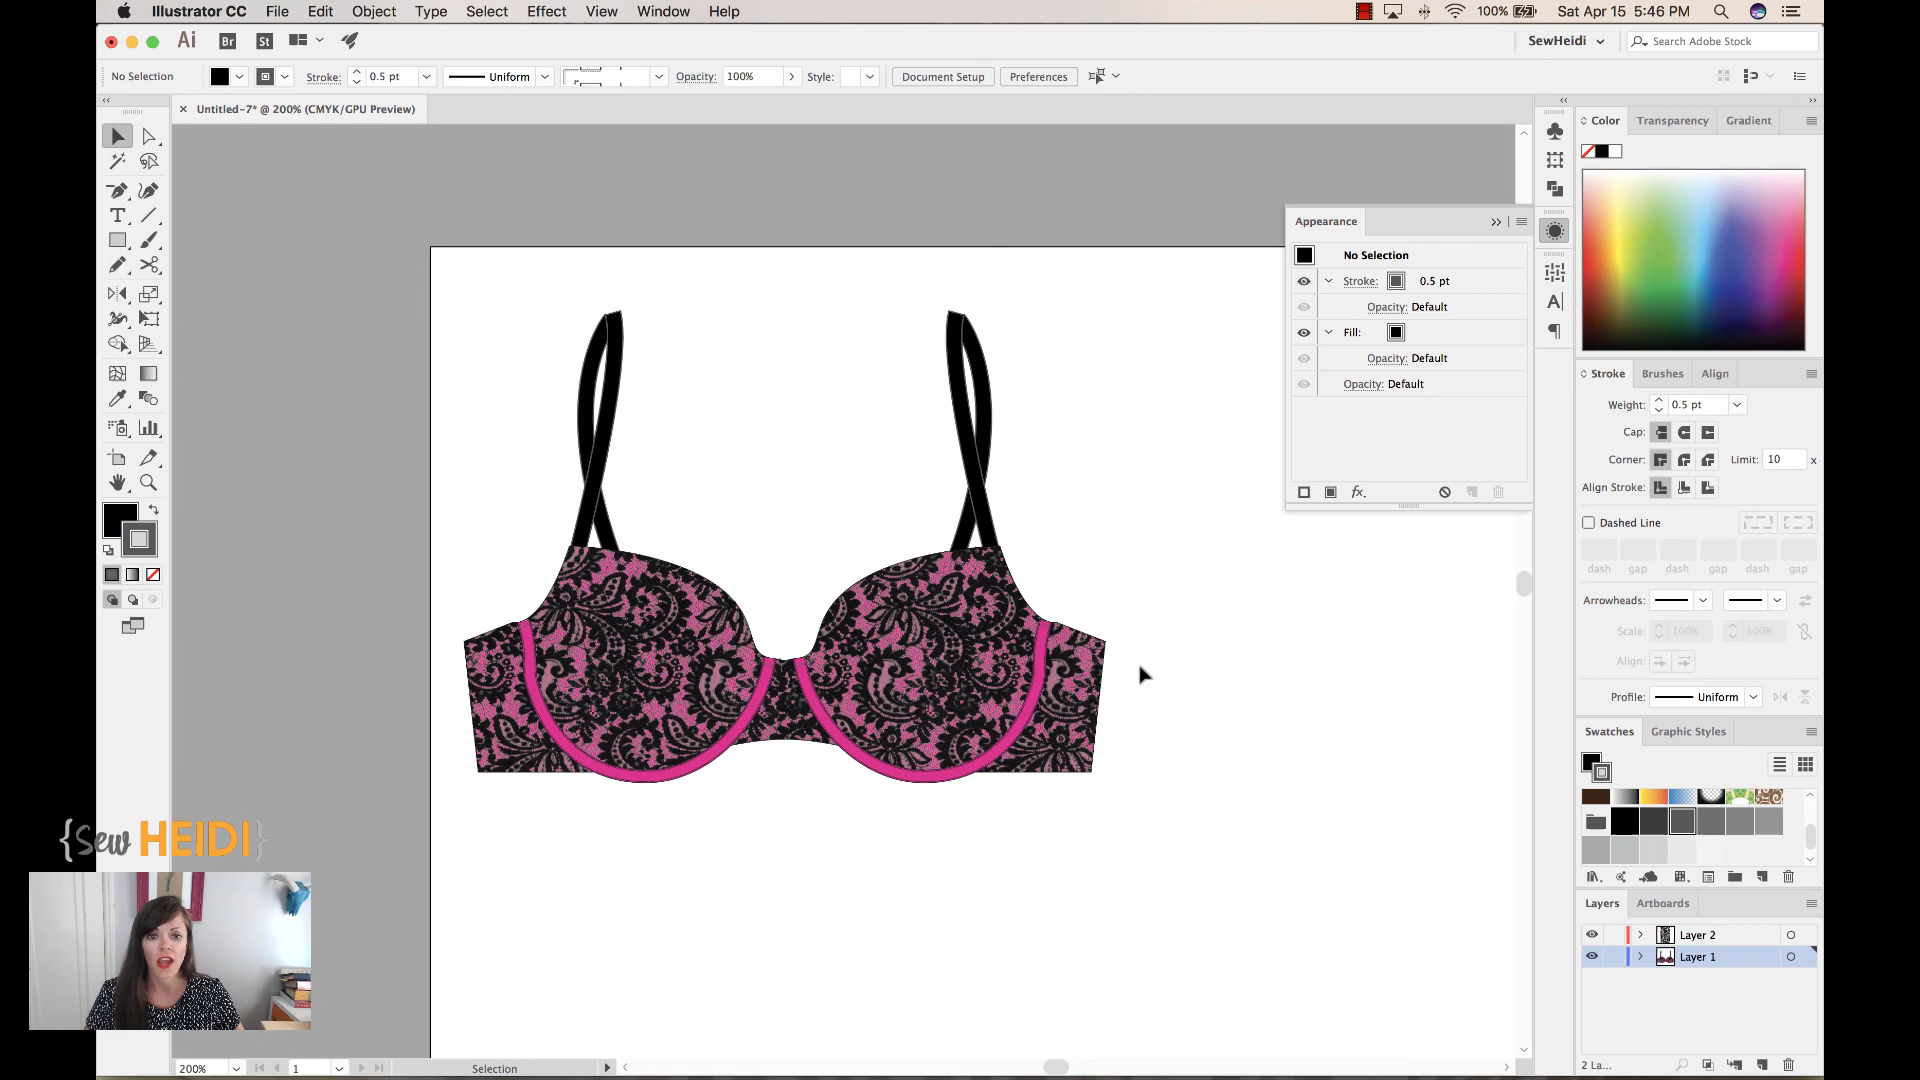 Illustrator CC File Edit Object Type Select Effect View Window Help
100% Sat Apr 15 5:46 PM
Ai Br St
SewHeidi
Search Adobe Stock
No Selection
Stroke: 0.5 pt
Uniform
Opacity: 100%
Style:
Document Setup
Preferences
Untitled-7* @ 200% (CMYK/GPU Preview)
Color Transparency Gradient
Appearance
No Selection
Stroke: 0.5 pt
Opacity: Default
Fill:
Opacity: Default
Opacity: Default
fx.
Stroke Brushes Align
Weight: 0.5 pt
Cap:
Corner: Limit: 10 x
Align Stroke:
Dashed Line
dash gap dash gap dash gap
Arrowheads:
Scale: 100% 100%
Align:
Profile: Uniform
Swatches Graphic Styles
Layers Artboards
Layer 2
Layer 1
2 La...
{Sew HEIDI}
200%
1
Selection